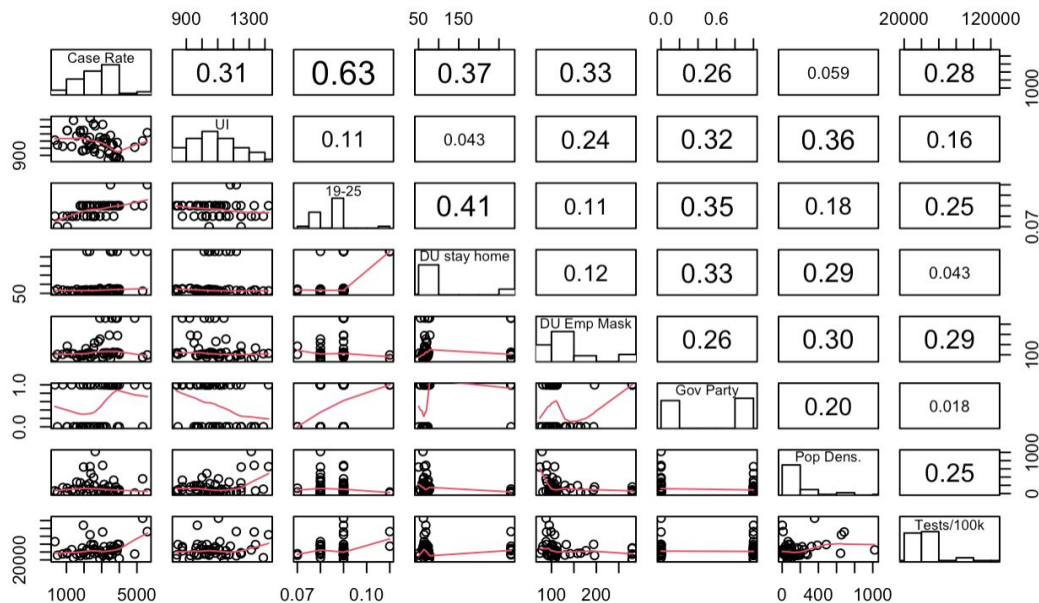 900 1300 50 150 0.0 0.6 20000 120000
Case Rate 0.31 0.63 0.37 0.33 0.26 0.059 0.28 1000
900 UI 0.11 0.043 0.24 0.32 0.36 0.16
19-25 0.41 0.11 0.35 0.18 0.25 0.07
50 DU stay home 0.12 0.33 0.29 0.043
DU Emp Mask 0.26 0.30 0.29 100
0.0 1.0 Gov Party 0.20 0.018
Pop Dens. 0.25 0 1000
20000 Tests/100k
1000 5000 0.07 0.10 100 200 0 400 1000